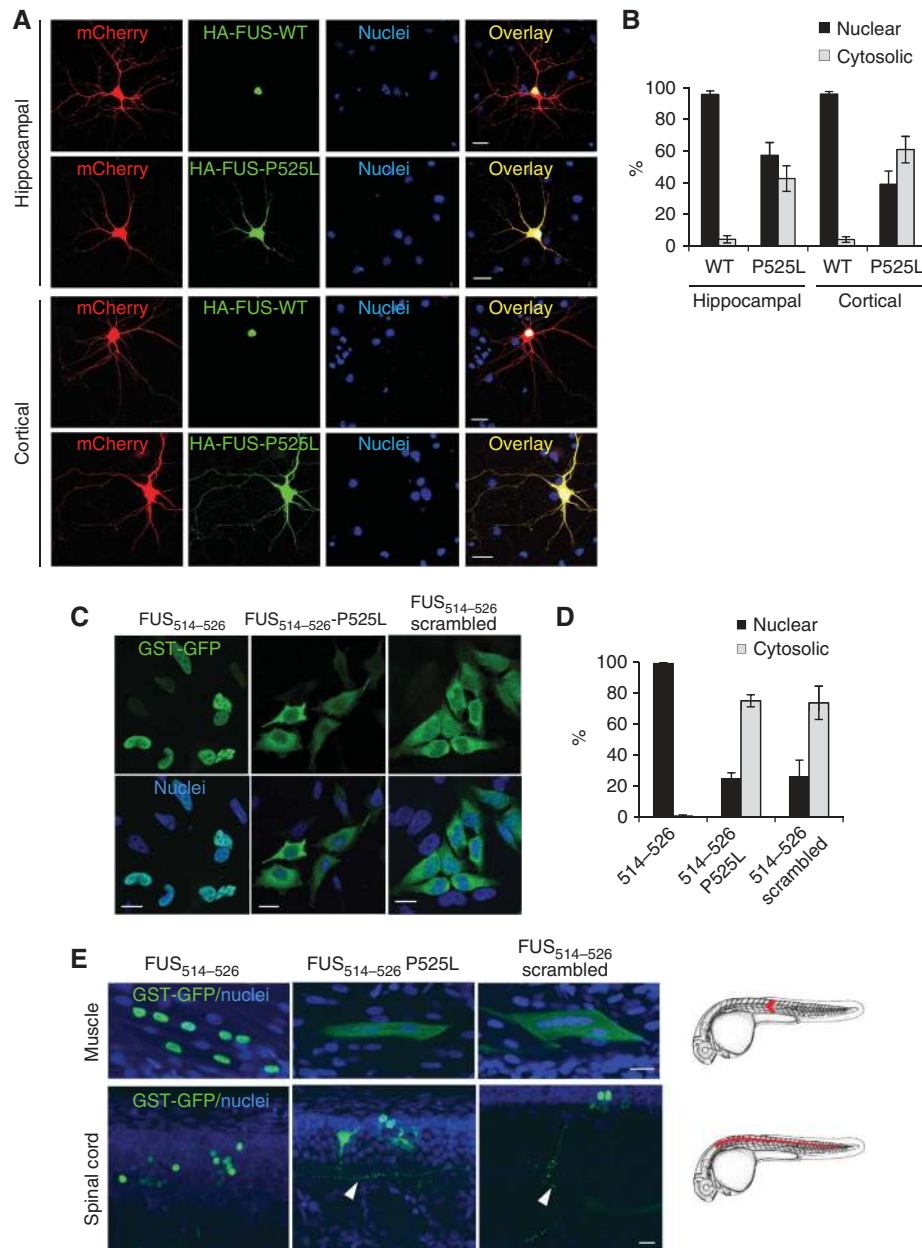 A
mCherry HA-FUS-WT Nuclei Overlay
Hippocampal
mCherry HA-FUS-P525L Nuclei Overlay
mCherry HA-FUS-WT Nuclei Overlay
Cortical
mCherry HA-FUS-P525L Nuclei Overlay
B
Nuclear
Cytosolic
100
80
60
40
20
0
%
WT P525L WT P525L
Hippocampal Cortical
C
FUS514–526 FUS514–526-P525L FUS514–526 scrambled
GST-GFP
Nuclei
D
Nuclear
Cytosolic
100
80
60
40
20
0
%
514–526
514–526 P525L
514–526 scrambled
E
FUS514–526 FUS514–526 P525L FUS514–526 scrambled
Muscle
GST-GFP/nuclei
Spinal cord
GST-GFP/nuclei